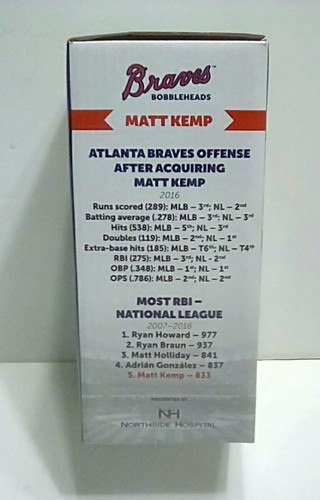 Braves™
BOBBLEHEADS
MATT KEMP
ATLANTA BRAVES OFFENSE
AFTER ACQUIRING
MATT KEMP
2016
Runs scored (289): MLB – 3rd; NL – 2nd
Batting average (.278): MLB – 3rd; NL – 3rd
Hits (538): MLB – 5th; NL – 3rd
Doubles (119): MLB – 2nd; NL – 1st
Extra-base hits (185): MLB – T6th; NL – T4th
RBI (275): MLB – 3rd; NL - 2nd
OBP (.348): MLB – 1st; NL – 1st
OPS (.786): MLB – 2nd; NL – 2nd
MOST RBI –
NATIONAL LEAGUE
2007–2016
1. Ryan Howard – 977
2. Ryan Braun – 937
3. Matt Holliday – 841
4. Adrián González – 837
5. Matt Kemp – 833
PRESENTED BY
NH
NORTHSIDE HOSPITAL